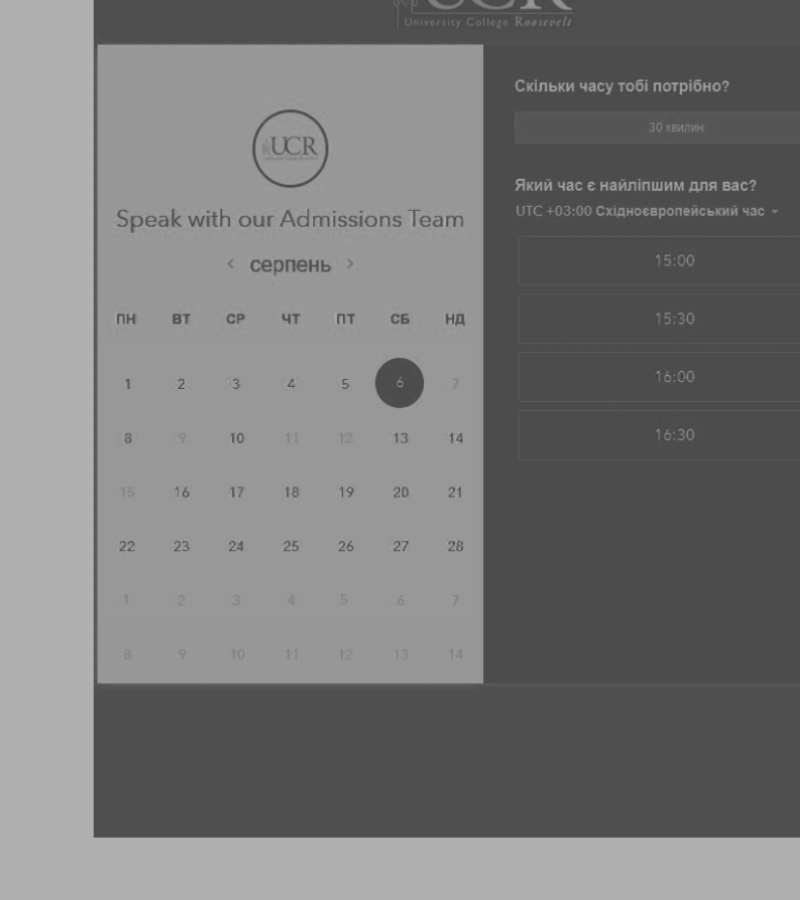 UCR
University College Roosevelt
UCR
Speak with our Admissions Team
< серпень >
ПН ВТ СР ЧТ ПТ СБ НД
1 2 3 4 5 6 7
8 9 10 11 12 13 14
15 16 17 18 19 20 21
22 23 24 25 26 27 28
1 2 3 4 5 6 7
8 9 10 11 12 13 14
Скільки часу тобі потрібно?
30 хвилин
Який час є найліпшим для вас?
UTC +03:00 Східноєвропейський час
15:00
15:30
16:00
16:30